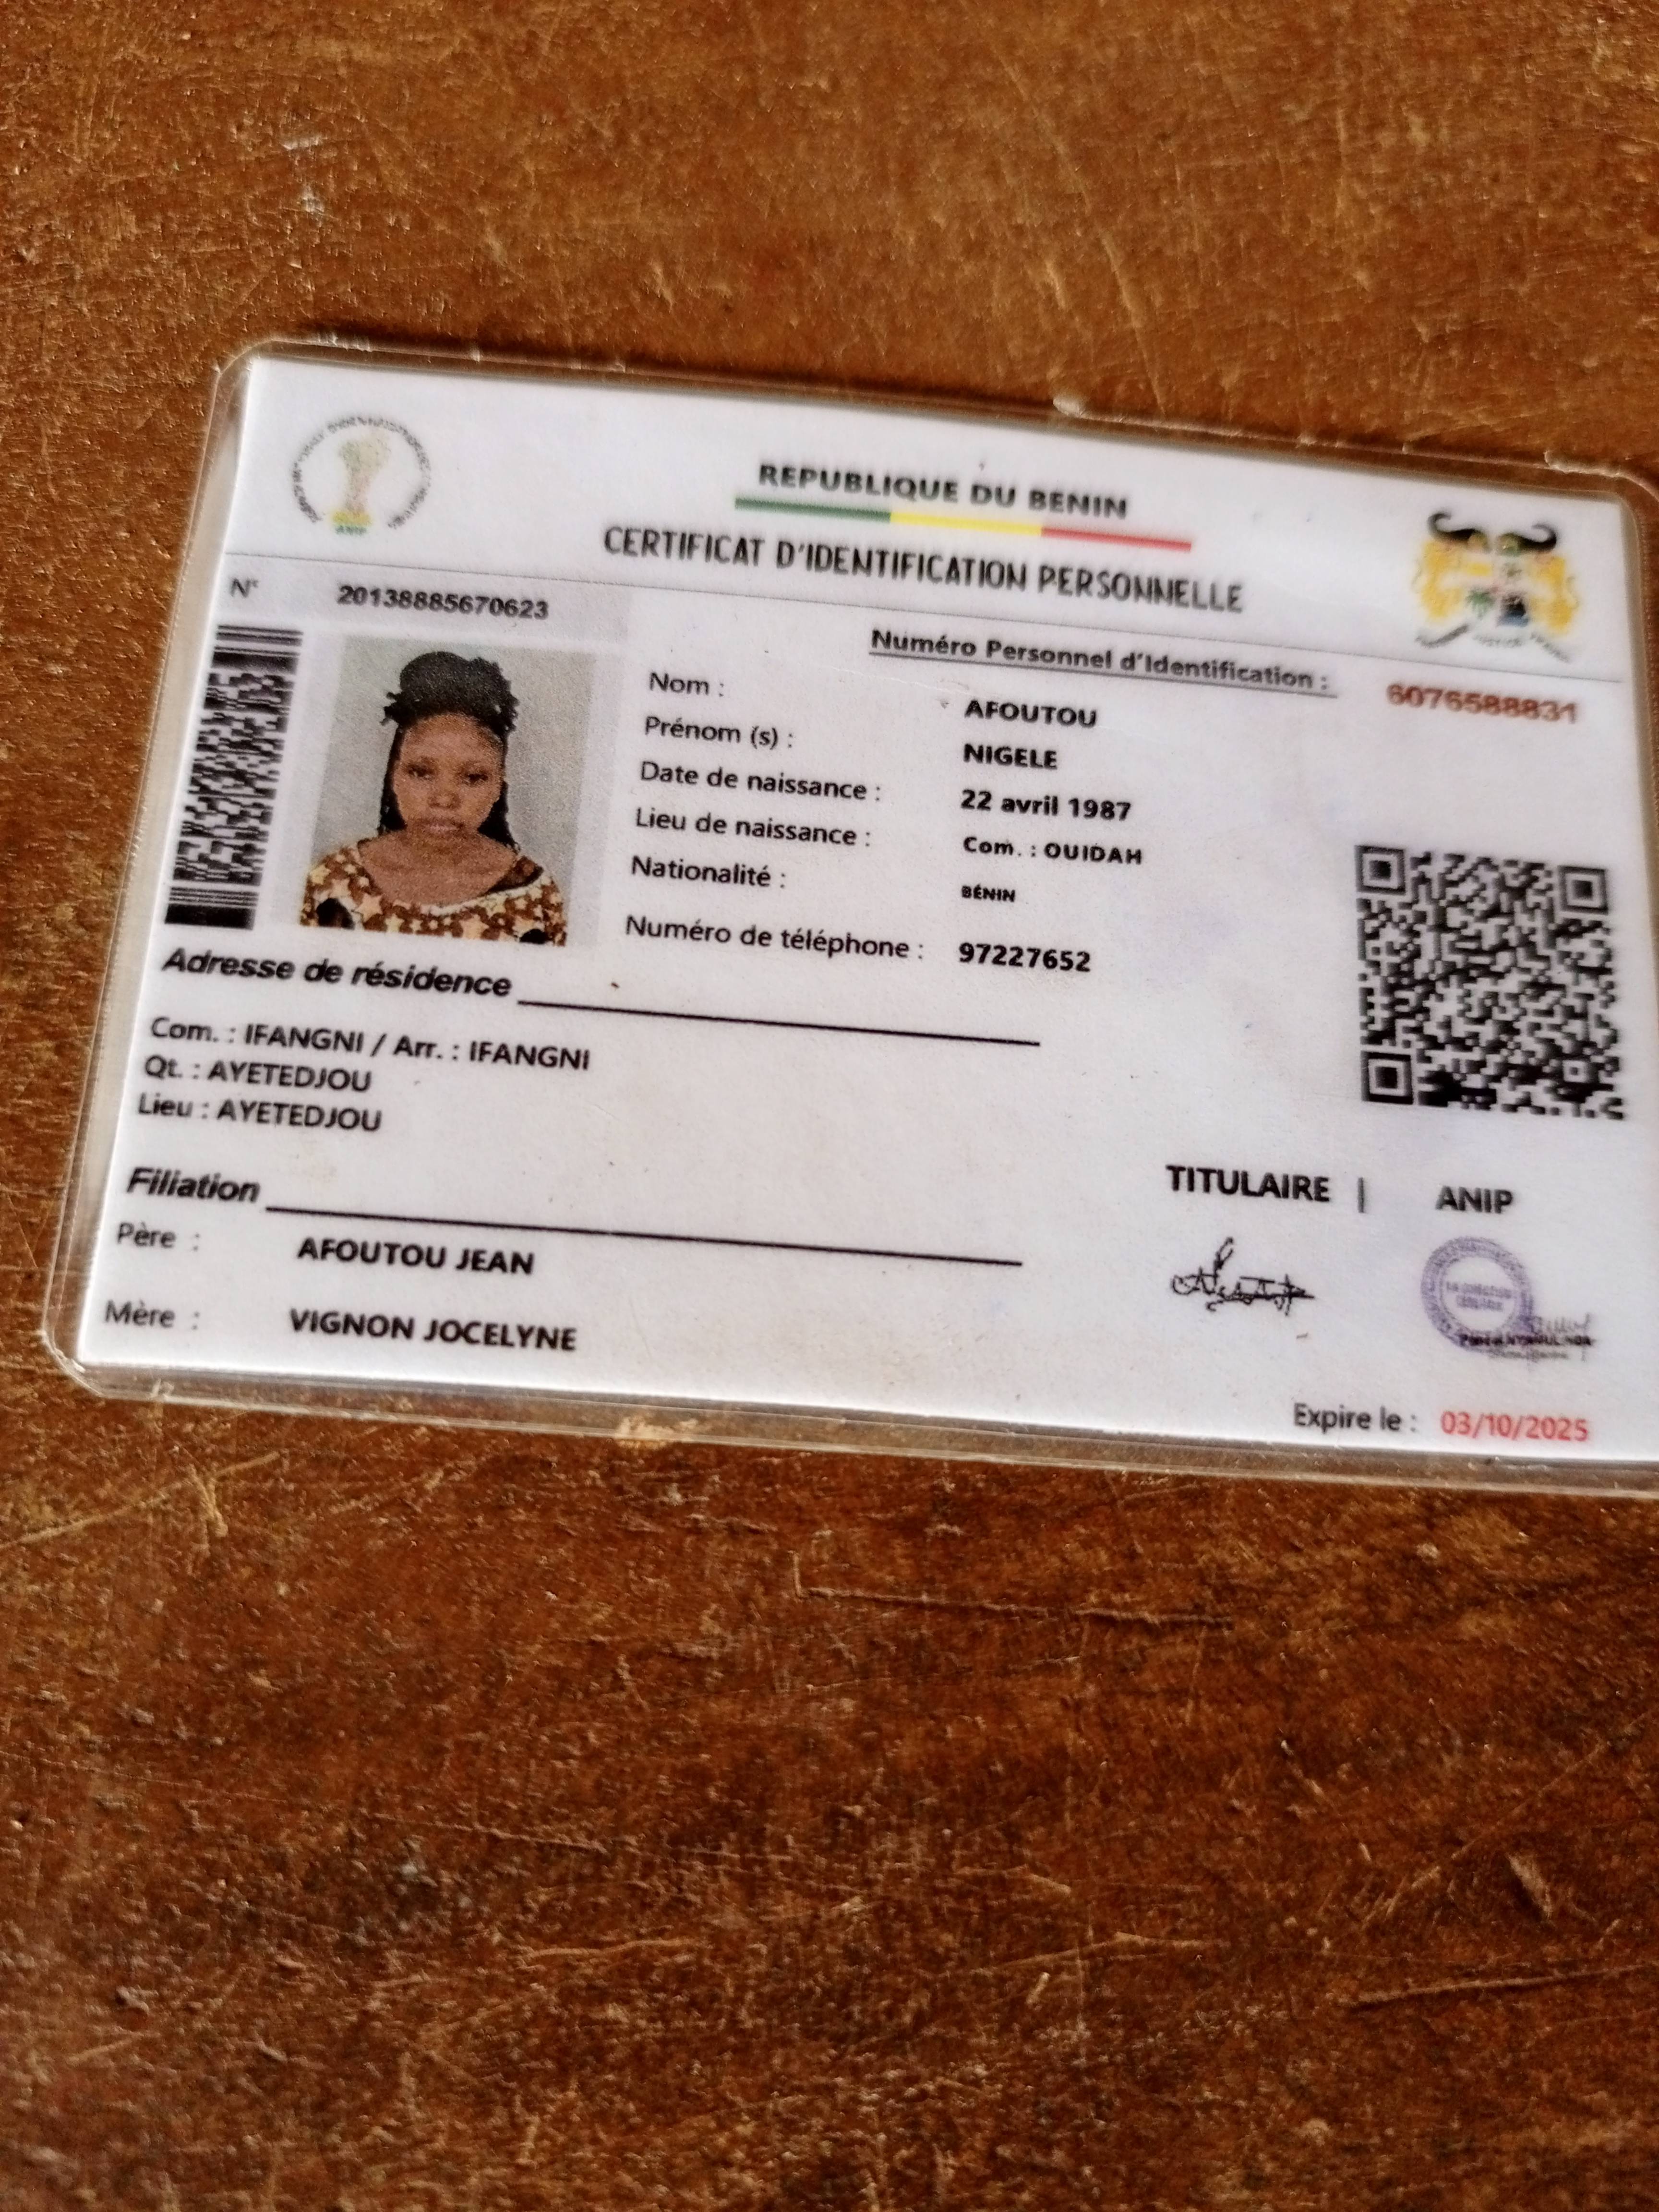 REPUBLIQUE DU BENIN
CERTIFICAT D'IDENTIFICATION PERSONNELLE
N° 20138885670623
Numéro Personnel d'Identification : 6076588831
Nom : AFOUTOU
Prénom (s) : NIGELE
Date de naissance : 22 avril 1987
Lieu de naissance : Com. : OUIDAH
Nationalité : BÉNIN
Numéro de téléphone : 97227652
Adresse de résidence
Com. : IFANGNI / Arr. : IFANGNI
Qt. : AYETEDJOU
Lieu : AYETEDJOU
Filiation
Père : AFOUTOU JEAN
Mère : VIGNON JOCELYNE
TITULAIRE | ANIP
Expire le : 03/10/2025